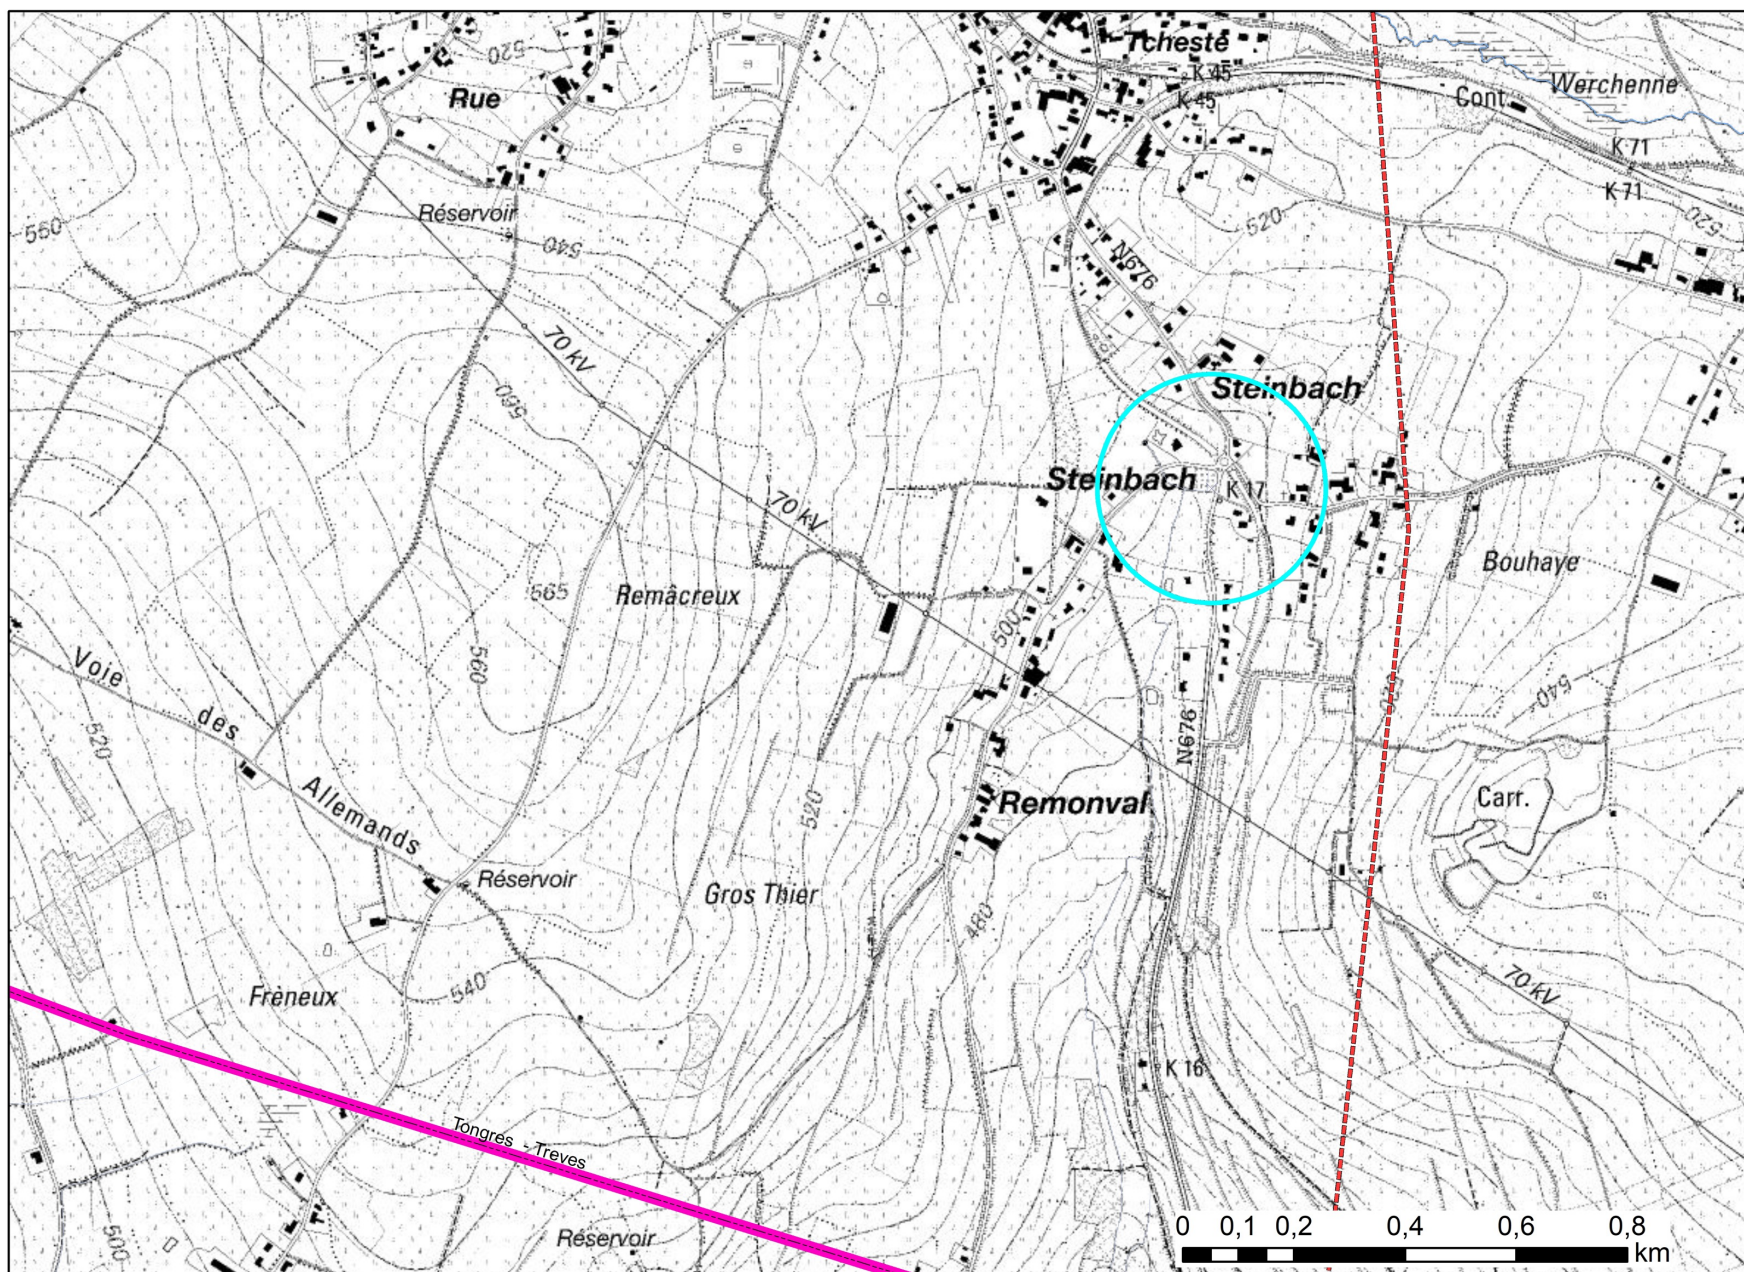 520
Tchesté
K 45
K 45
Rue
Werchenne
Cont.
K 71
K 71
Réservoir
550
540
520
520
N676
70 kV
Steinbach
560
Steinbach
K 17
70 kV
Bouhaye
565
Remâcreux
500
560
Voie
des
Allemands
520
520
540
N676
520
Remonval
Carr.
Réservoir
Gros Thier
480
540
Frèneux
70 kV
K 16
Tongres - Treves
500
Réservoir
0 0,1 0,2 0,4 0,6 0,8
km